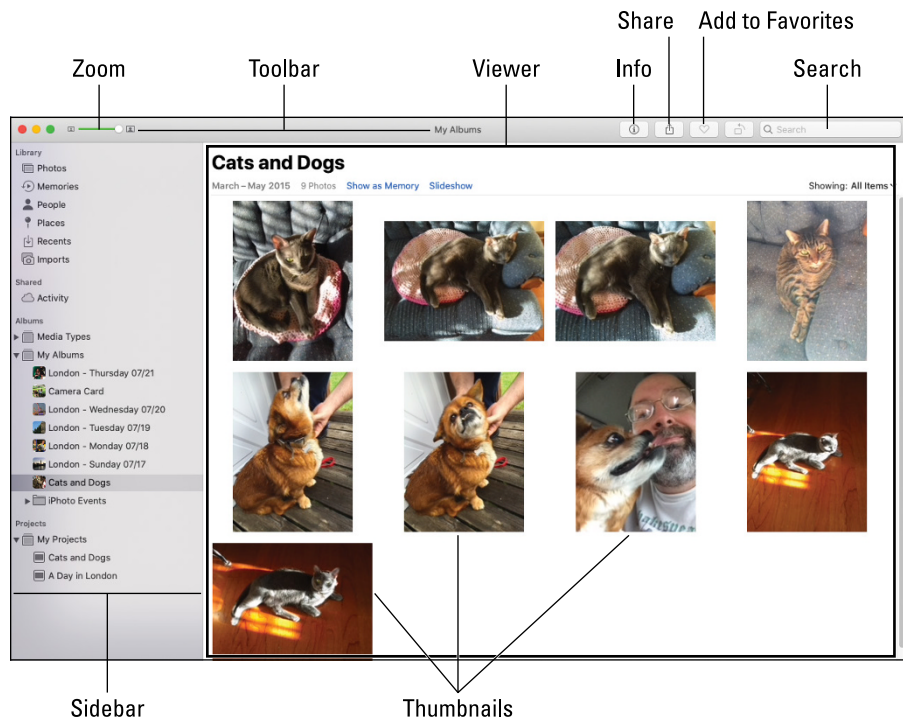 Share Add to Favorites
Zoom Toolbar Viewer Info Search
My Albums
Search
Library
Photos
Memories
People
Places
Recents
Imports
Shared
Activity
Albums
Media Types
My Albums
London - Thursday 07/21
Camera Card
London - Wednesday 07/20
London - Tuesday 07/19
London - Monday 07/18
London - Sunday 07/17
Cats and Dogs
iPhoto Events
Projects
My Projects
Cats and Dogs
A Day in London
Cats and Dogs
March – May 2015 9 Photos Show as Memory Slideshow
Showing: All Items
Sidebar Thumbnails